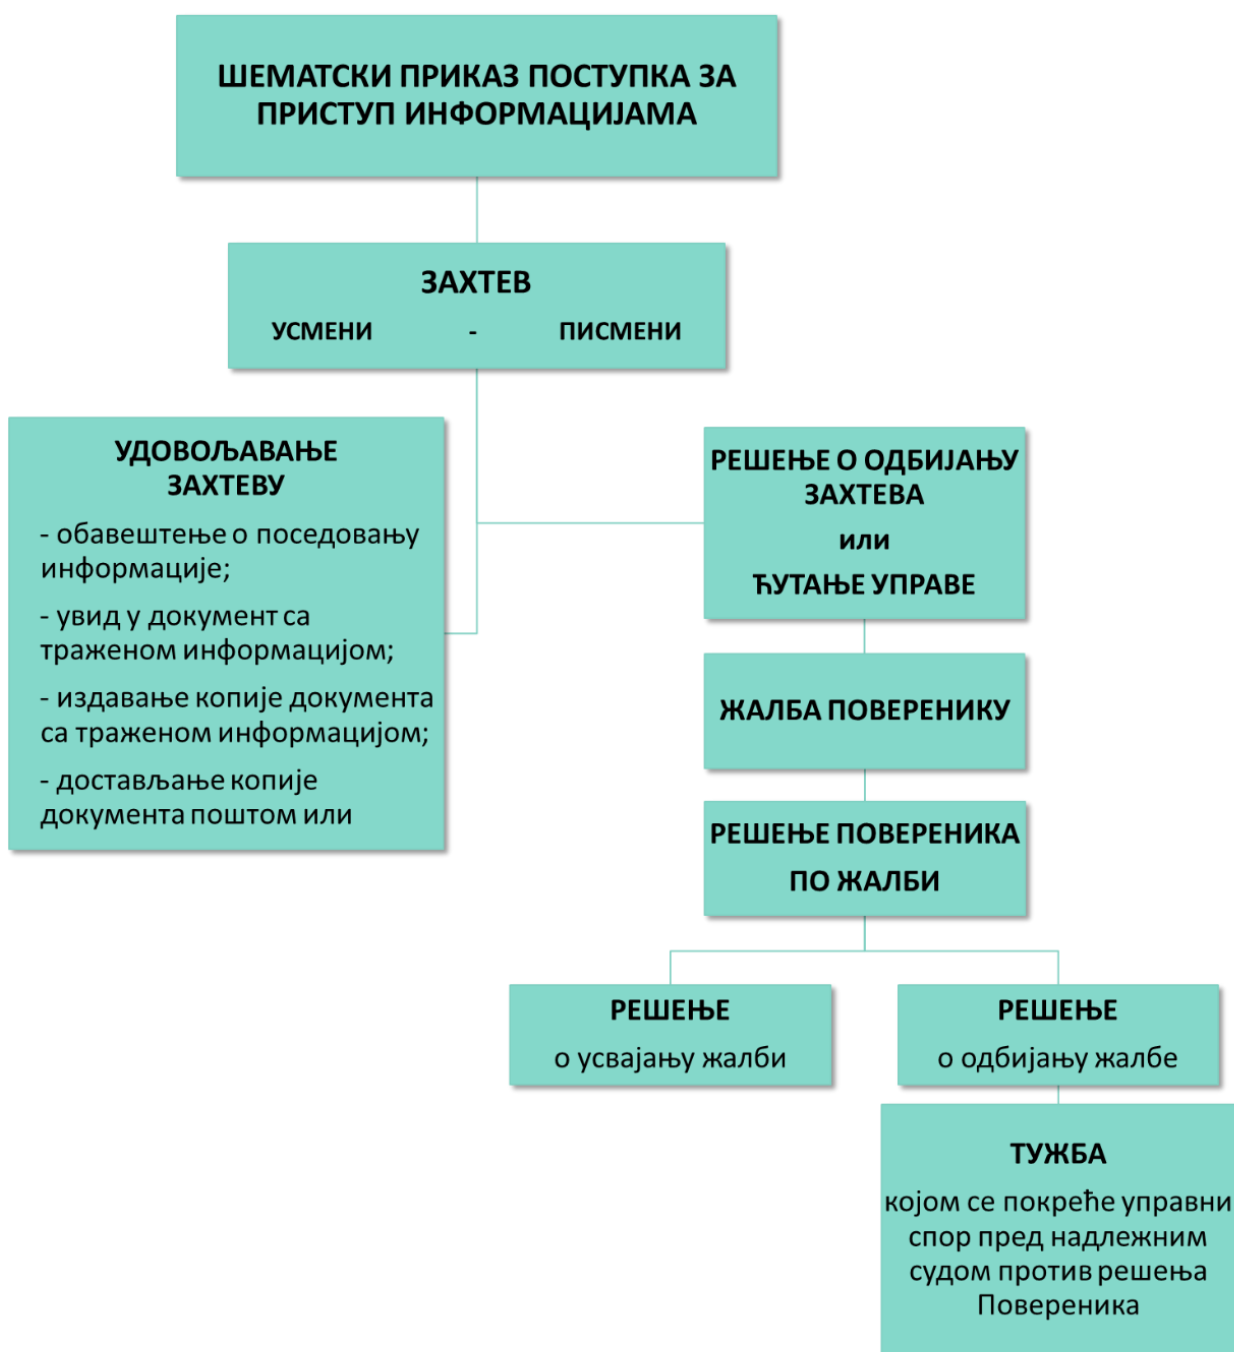 ШЕМАТСКИ ПРИКАЗ ПОСТУПКА ЗА
ПРИСТУП ИНФОРМАЦИЈАМА
ЗАХТЕВ
УСМЕНИ - ПИСМЕНИ
УДОВОЉАВАЊЕ
ЗАХТЕВУ
- обавештење о поседовању
информације;
- увид у документ са
траженом информацијом;
- издавање копије документа
са траженом информацијом;
- достављање копије
документа поштом или
РЕШЕЊЕ О ОДБИЈАЊУ
ЗАХТЕВА
или
ЋУТАЊЕ УПРАВЕ
ЖАЛБА ПОВЕРЕНИКУ
РЕШЕЊЕ ПОВЕРЕНИКА
ПО ЖАЛБИ
РЕШЕЊЕ
о усвајању жалби
РЕШЕЊЕ
о одбијању жалбе
ТУЖБА
којом се покреће управни
спор пред надлежним
судом против решења
Повереника